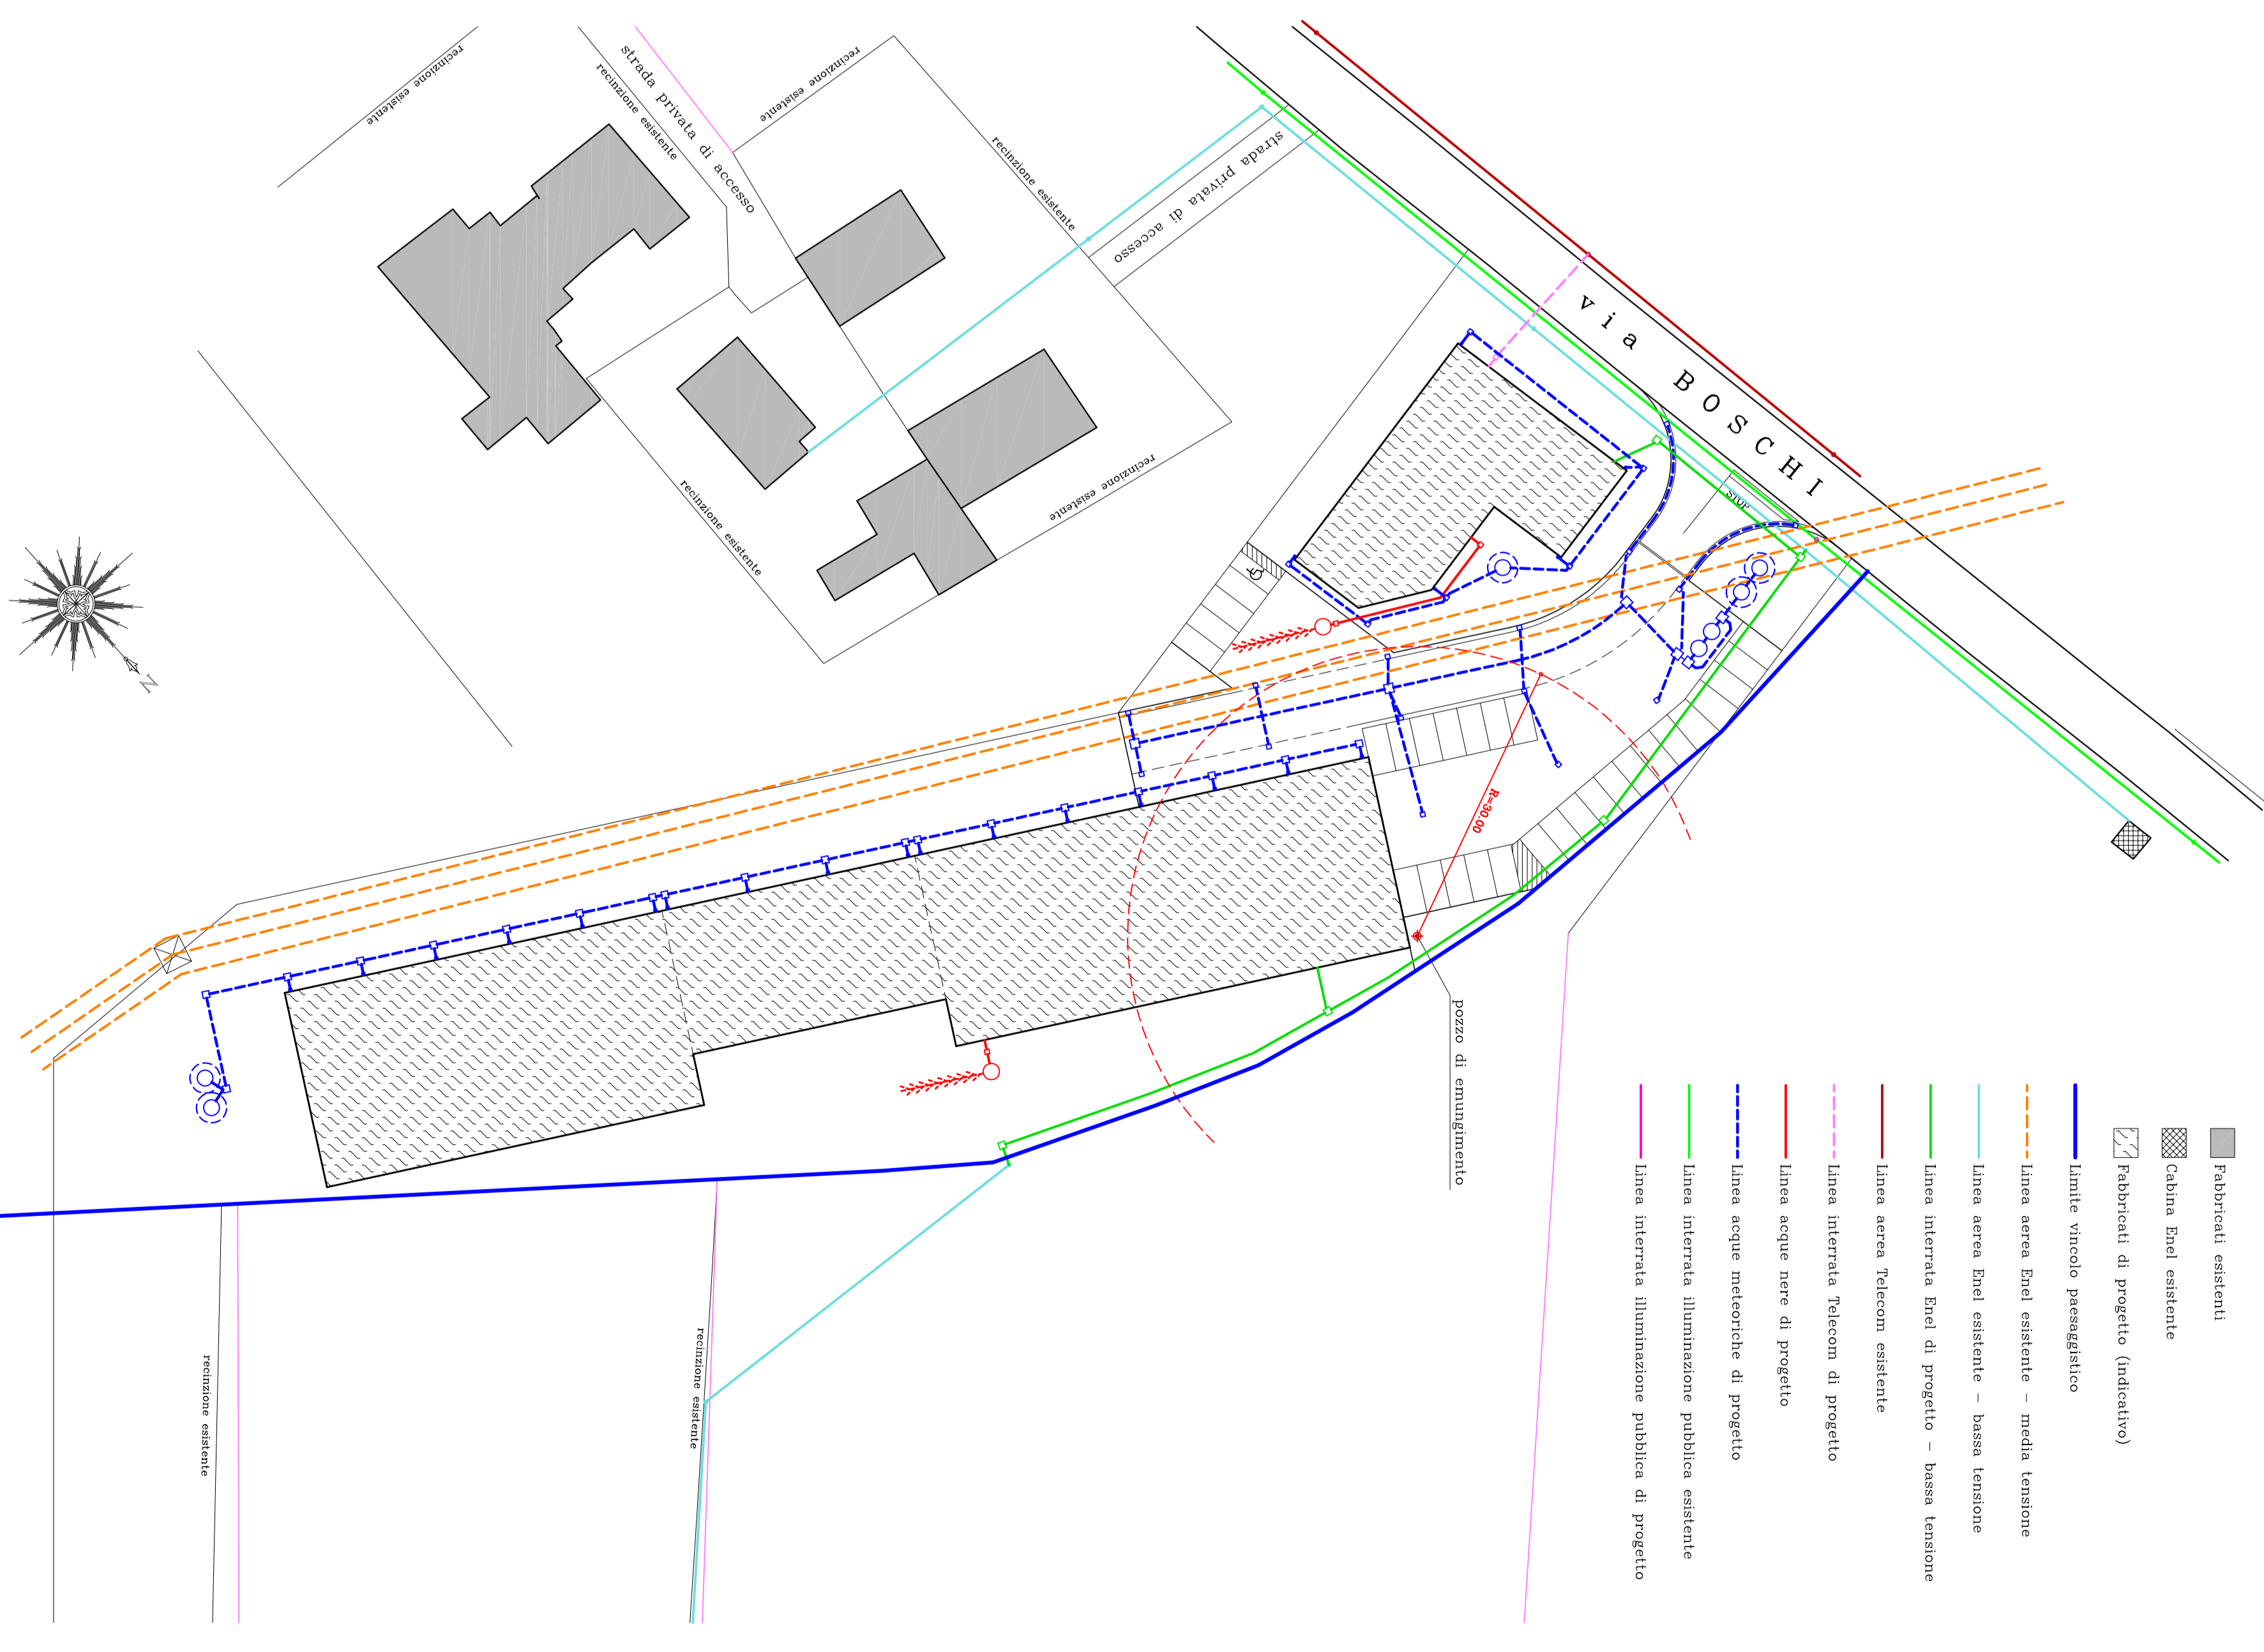 recinzione esistente
strada privata di accesso
recinzione esistente
recinzione esistente
recinzione esistente
strada privata di accesso
via BOSCHI
STOP
recinzione esistente
recinzione esistente
N
R=30.00
pozzo di emungimento
recinzione esistente
recinzione esistente
Fabbricati esistenti
Cabina Enel esistente
Fabbricati di progetto (indicativo)
Limite vincolo paesaggistico
Linea aerea Enel esistente – media tensione
Linea aerea Enel esistente – bassa tensione
Linea interrata Enel di progetto – bassa tensione
Linea aerea Telecom esistente
Linea interrata Telecom di progetto
Linea acque nere di progetto
Linea acque meteoriche di progetto
Linea interrata illuminazione pubblica esistente
Linea interrata illuminazione pubblica di progetto